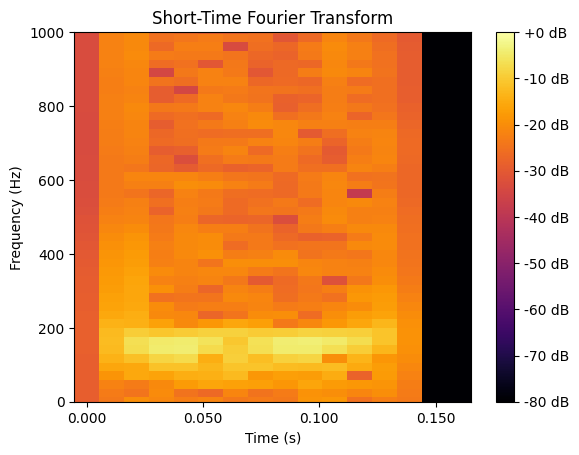 Short-Time Fourier Transform
1000
800
600
400
200
0
Frequency (Hz)
0.000
0.050
0.100
0.150
Time (s)
+0 dB
-10 dB
-20 dB
-30 dB
-40 dB
-50 dB
-60 dB
-70 dB
-80 dB